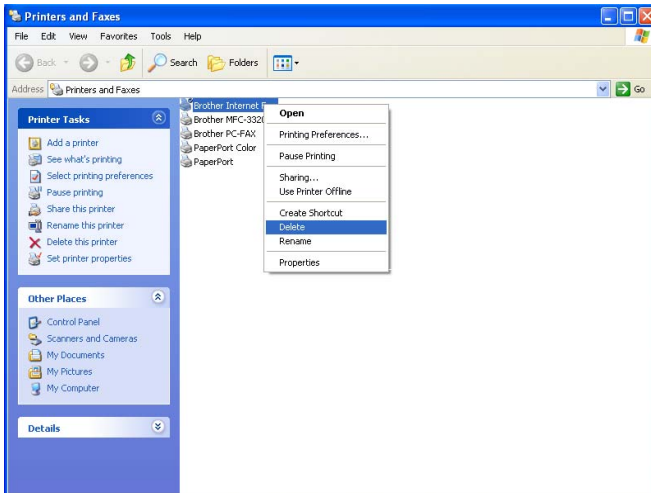 Printers and Faxes
File Edit View Favorites Tools Help
Back Search Folders
Address Printers and Faxes Go
Printer Tasks
Add a printer
See what's printing
Select printing preferences
Pause printing
Share this printer
Rename this printer
Delete this printer
Set printer properties
Other Places
Control Panel
Scanners and Cameras
My Documents
My Pictures
My Computer
Details
Brother Internet F
Brother MFC-332
Brother PC-FAX
PaperPort Color
PaperPort
Open
Printing Preferences...
Pause Printing
Sharing...
Use Printer Offline
Create Shortcut
Delete
Rename
Properties